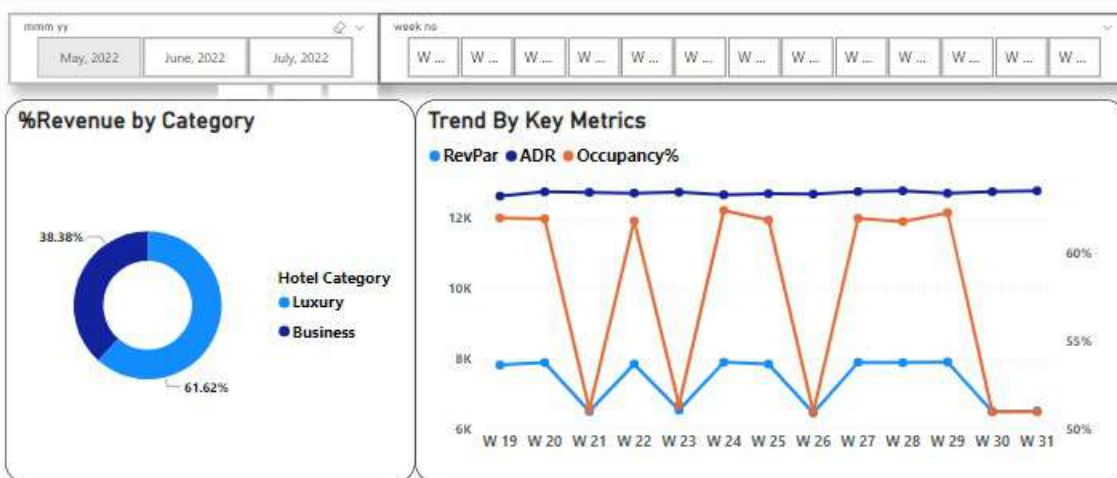 mmm yy
week no
May, 2022 June, 2022 July, 2022
W ... W ... W ... W ... W ... W ... W ... W ... W ... W ... W ... W ... W ...
%Revenue by Category
38.38%
61.62%
Hotel Category
Luxury
Business
Trend By Key Metrics
RevPar ADR Occupancy%
12K
10K
8K
6K
60%
55%
50%
W 19 W 20 W 21 W 22 W 23 W 24 W 25 W 26 W 27 W 28 W 29 W 30 W 31